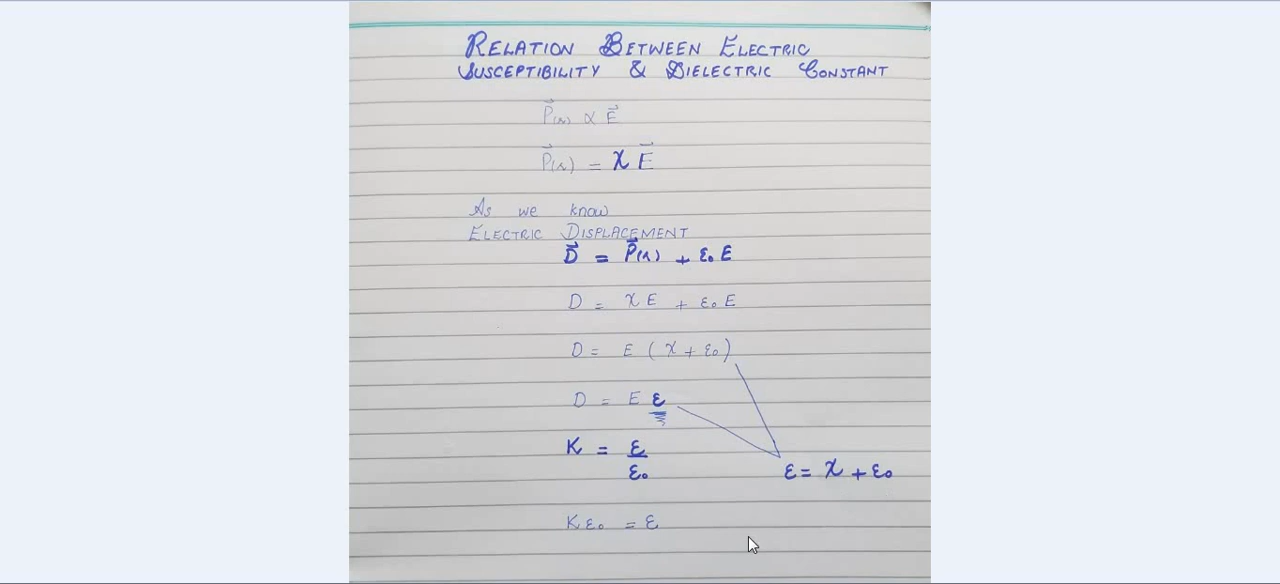 RELATION BETWEEN ELECTRIC
SUSCEPTIBILITY & DIELECTRIC CONSTANT
P⃗(r) ∝ E⃗
P⃗(r) = χ E⃗
As we know
ELECTRIC DISPLACEMENT
D⃗ = P⃗(r) + ε₀ E
D = χ E + ε₀ E
D = E ( χ + ε₀ )
D = E ε
K = ε / ε₀
ε = χ + ε₀
K ε₀ = ε